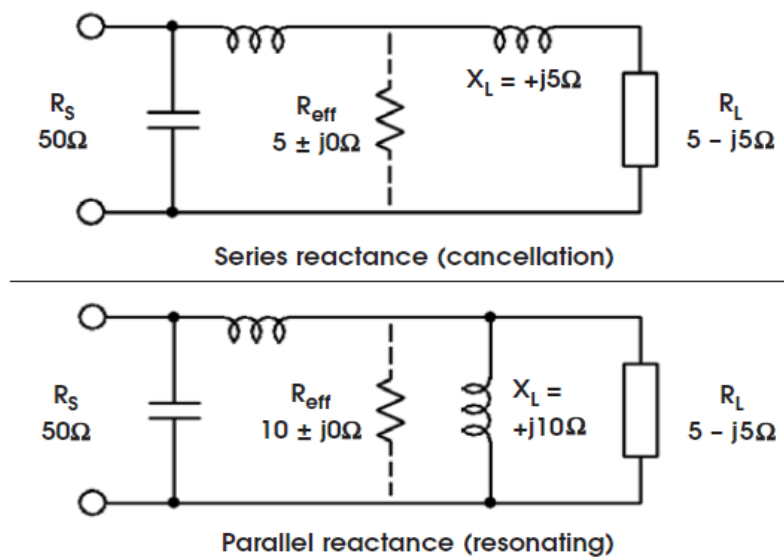 R_S
50Ω
R_eff
5 ± j0Ω
X_L = +j5Ω
R_L
5 – j5Ω
Series reactance (cancellation)
R_S
50Ω
R_eff
10 ± j0Ω
X_L =
+j10Ω
R_L
5 – j5Ω
Parallel reactance (resonating)